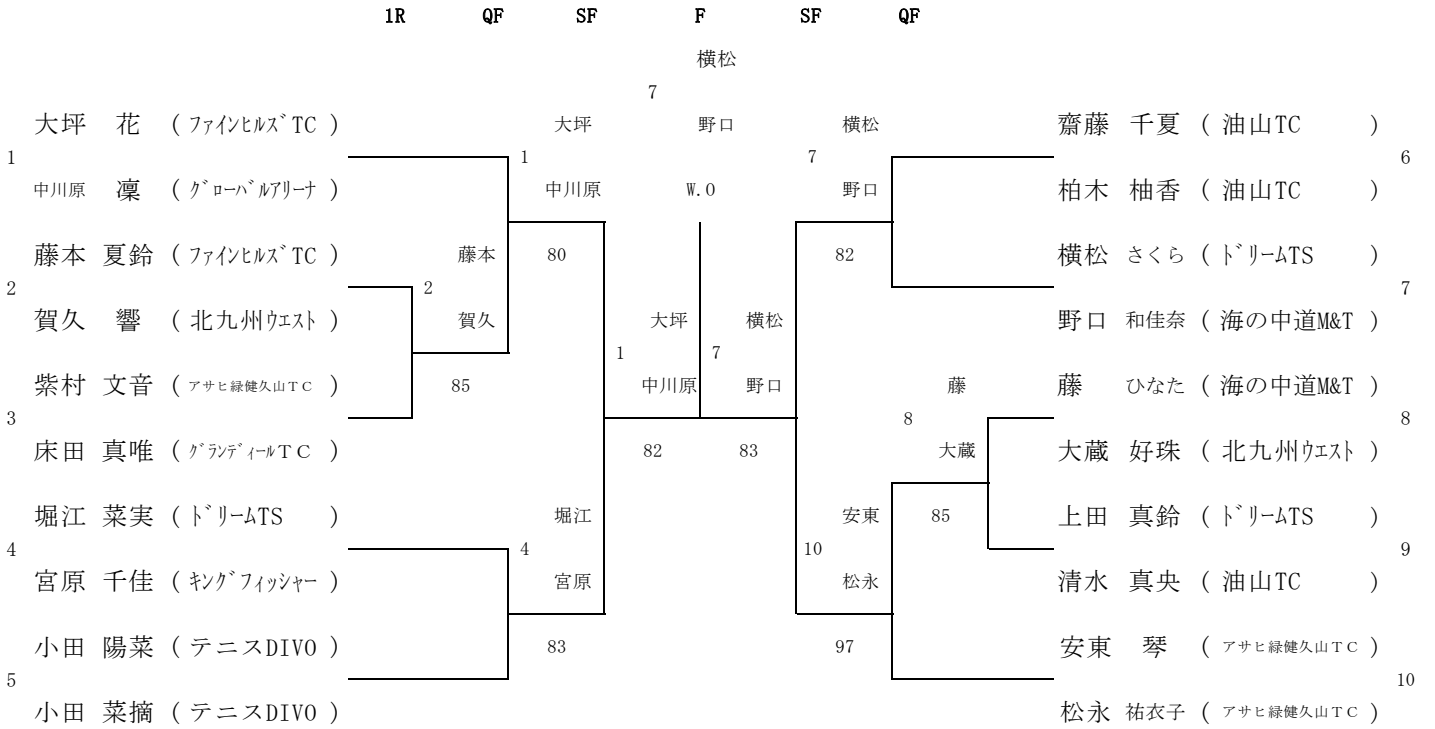 1R QF SF F SF QF
横松
7
大坪 花 ( ファインヒルズTC ) 大坪 野口 横松 齋藤 千夏 ( 油山TC )
1 1 7 6
中川原 凜 ( グローバルアリーナ ) 中川原 W.O 野口 柏木 柚香 ( 油山TC )
藤本 夏鈴 ( ファインヒルズTC ) 藤本 80 82 横松 さくら ( ドリームTS )
2 2 7
賀久 響 ( 北九州ウエスト ) 賀久 大坪 横松 野口 和佳奈 ( 海の中道M&T )
1 7
柴村 文音 ( アサヒ緑健久山TC ) 85 中川原 野口 藤 藤 ひなた ( 海の中道M&T )
3 8 8
床田 真唯 ( グランディールTC ) 82 83 大蔵 大蔵 好珠 ( 北九州ウエスト )
堀江 菜実 ( ドリームTS ) 堀江 安東 85 上田 真鈴 ( ドリームTS )
4 4 10 9
宮原 千佳 ( キングフィッシャー ) 宮原 松永 清水 真央 ( 油山TC )
小田 陽菜 ( テニスDIVO ) 83 97 安東 琴 ( アサヒ緑健久山TC )
5 10
小田 菜摘 ( テニスDIVO ) 松永 祐衣子 ( アサヒ緑健久山TC )